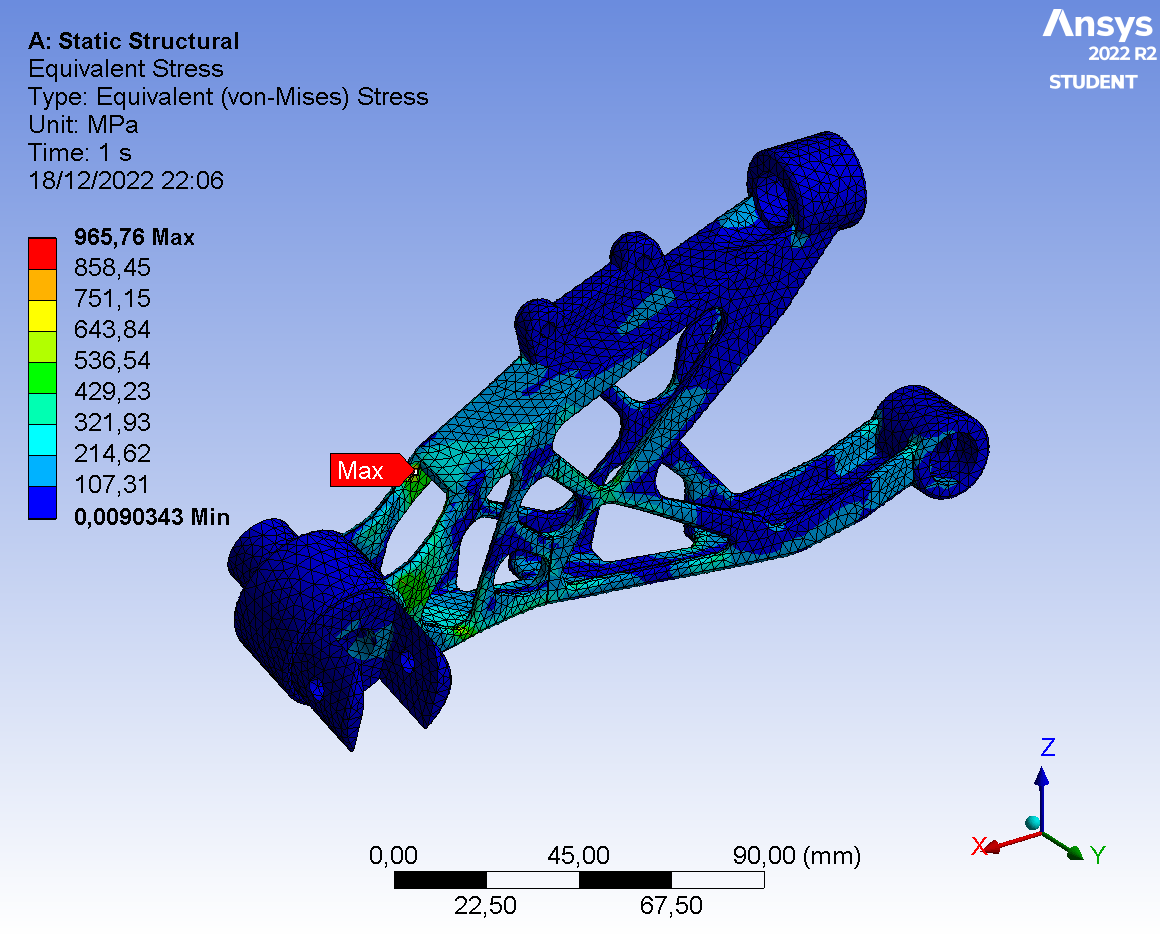 A: Static Structural
Equivalent Stress
Type: Equivalent (von-Mises) Stress
Unit: MPa
Time: 1 s
18/12/2022 22:06
Ansys
2022 R2
STUDENT
965,76 Max
858,45
751,15
643,84
536,54
429,23
321,93
214,62
107,31
0,0090343 Min
Max
Z
X
Y
0,00 45,00 90,00 (mm)
22,50 67,50